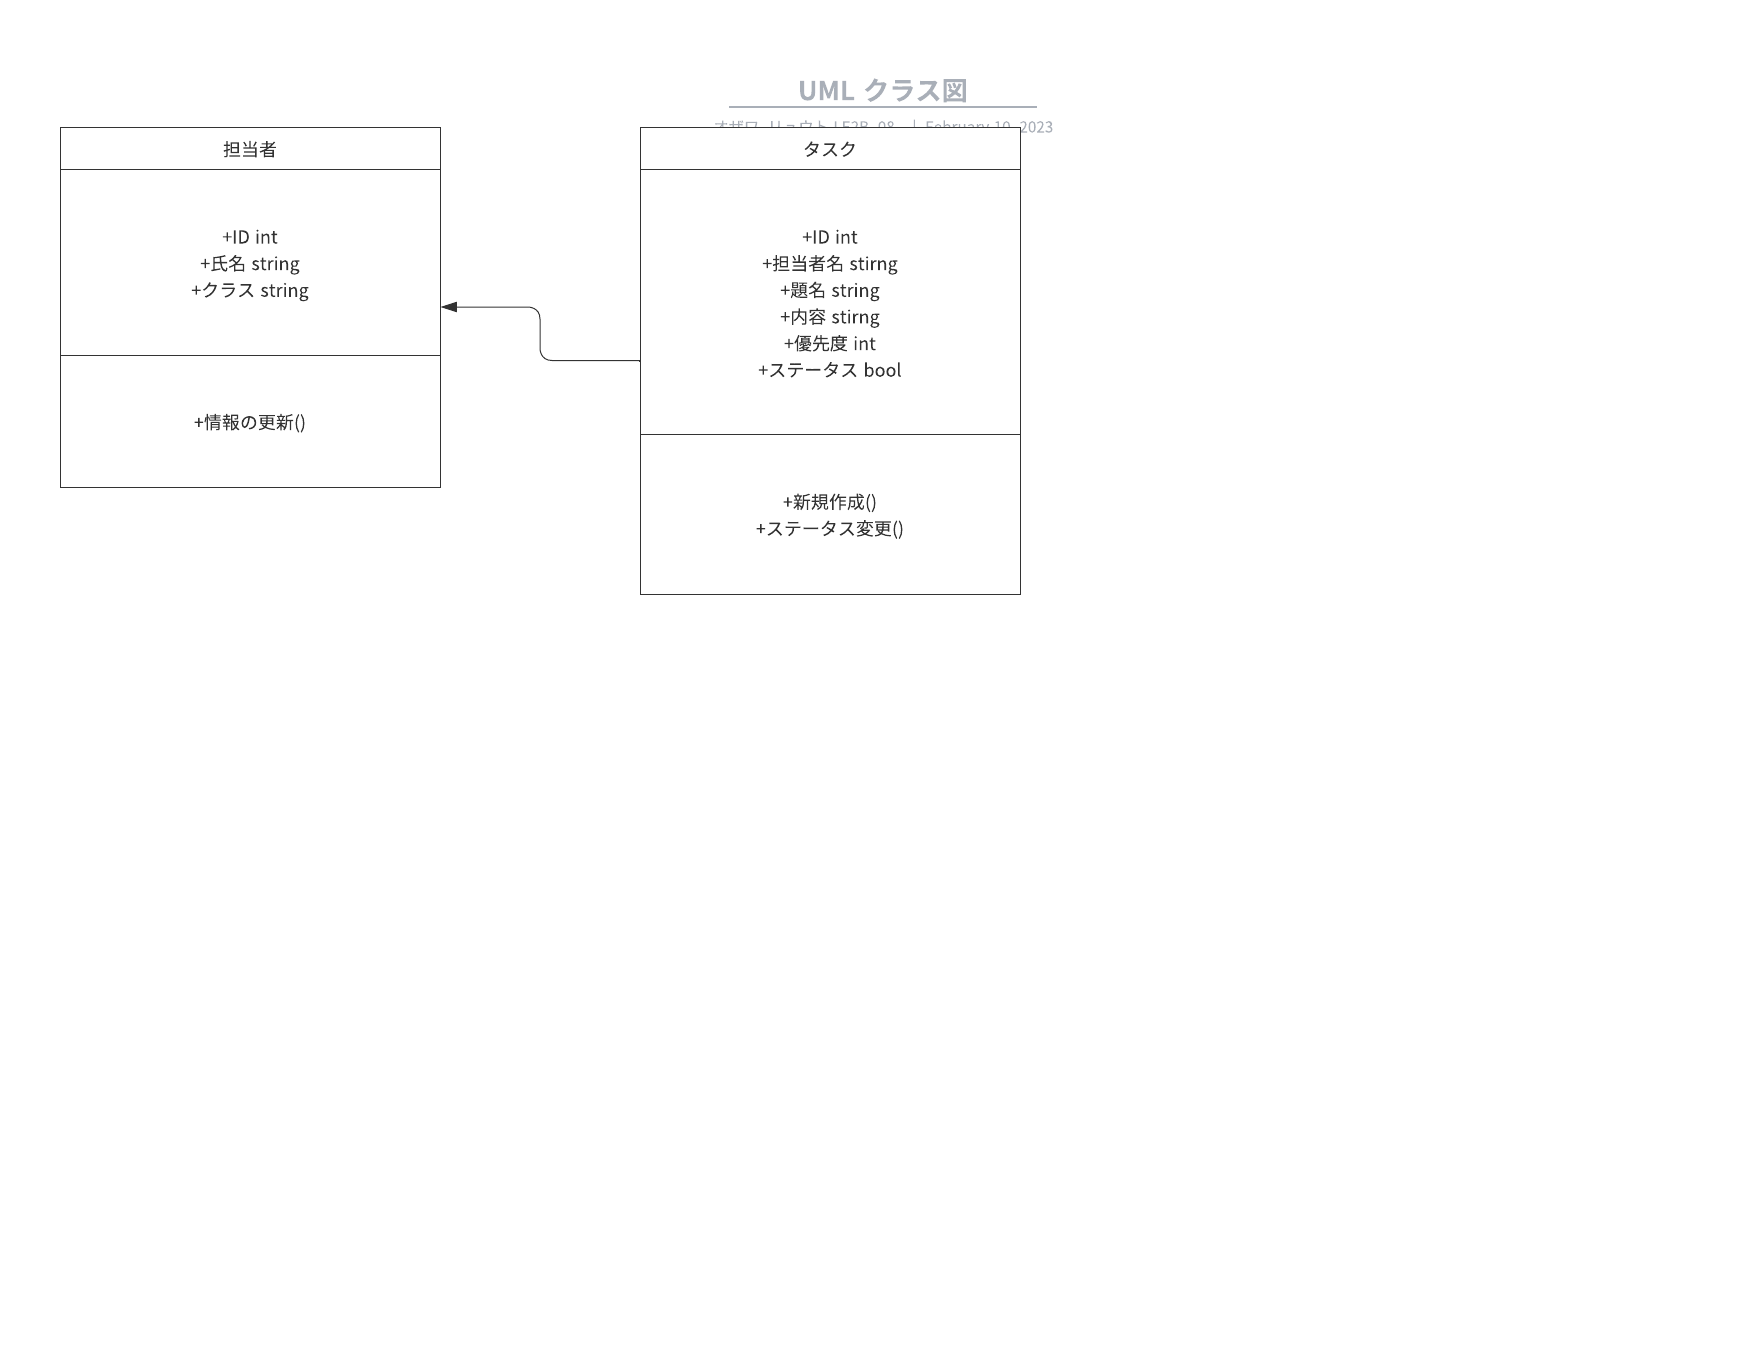 UML クラス図
2023
担当者
+ID int
+氏名 string
+クラス string
+情報の更新()
タスク
+ID int
+担当者名 stirng
+題名 string
+内容 stirng
+優先度 int
+ステータス bool
+新規作成()
+ステータス変更()